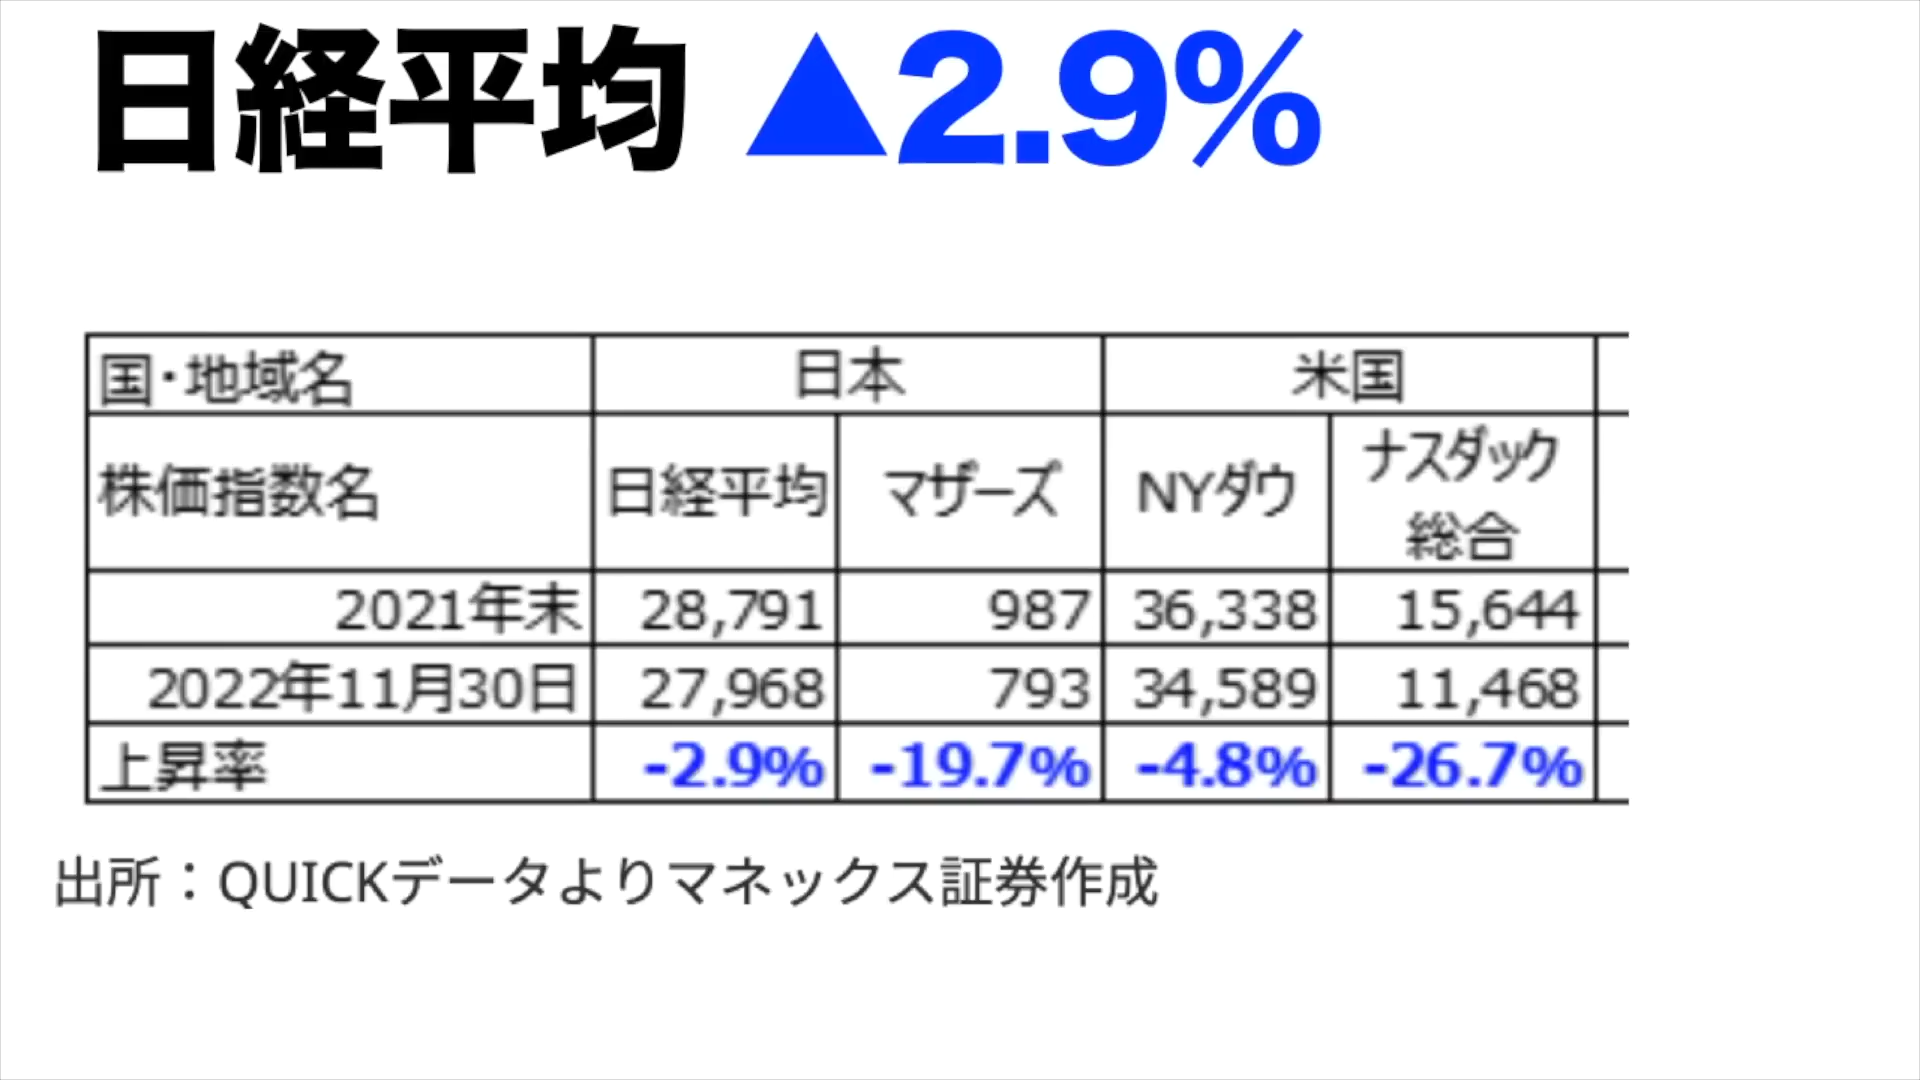 日経平均 ▲2.9%
国・地域名 日本 米国
株価指数名 日経平均 マザーズ NYダウ ナスダック
総合
2021年末 28,791 987 36,338 15,644
2022年11月30日 27,968 793 34,589 11,468
上昇率 -2.9% -19.7% -4.8% -26.7%
出所：QUICKデータよりマネックス証券作成